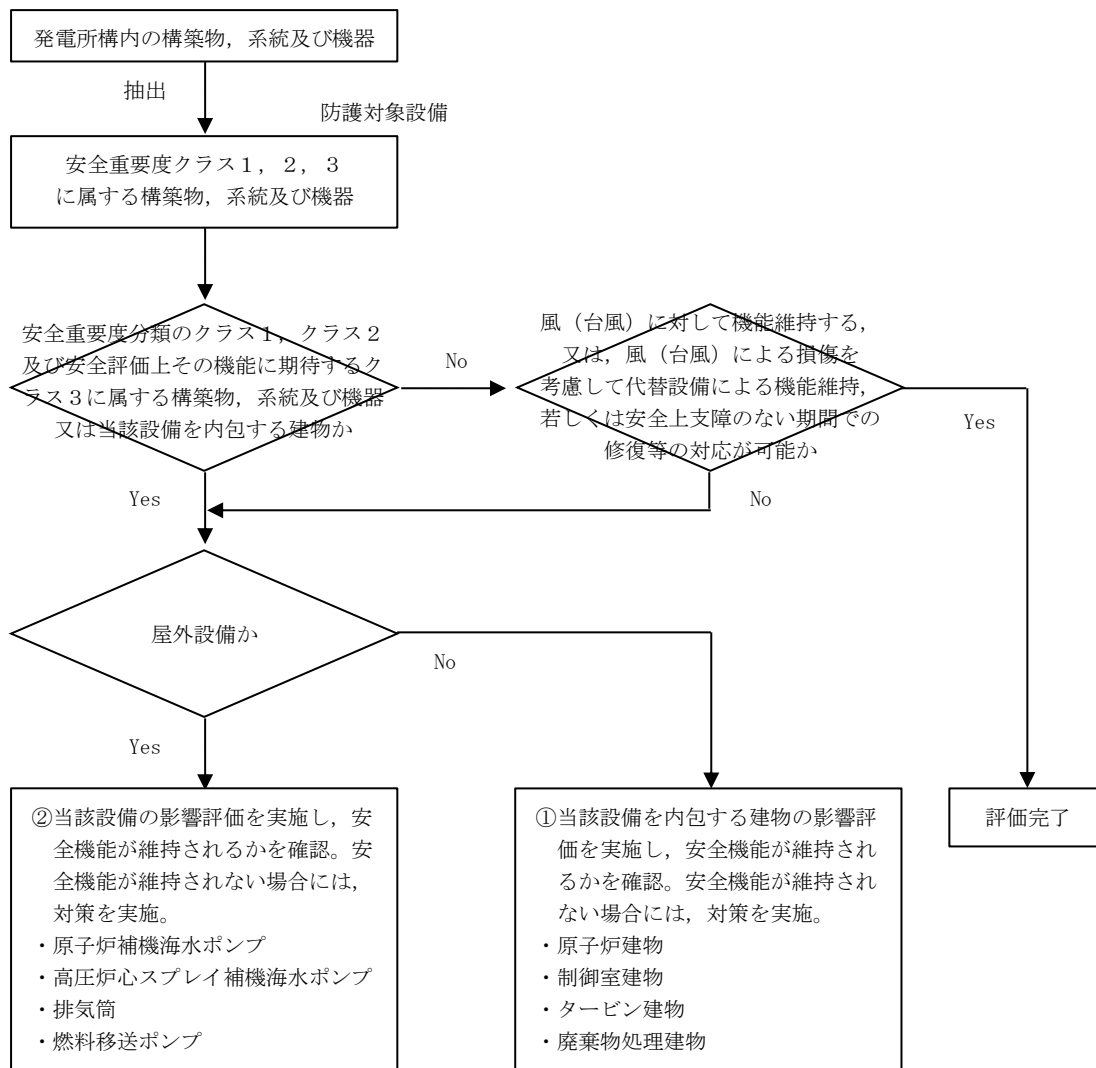 発電所構内の構築物，系統及び機器
抽出
防護対象設備
安全重要度クラス１，２，３
に属する構築物，系統及び機器
安全重要度分類のクラス１，クラス２
及び安全評価上その機能に期待するク
ラス３に属する構築物，系統及び機器
又は当該設備を内包する建物か
No
風（台風）に対して機能維持する，
又は，風（台風）による損傷を
考慮して代替設備による機能維持，
若しくは安全上支障のない期間での
修復等の対応が可能か
Yes
Yes
No
屋外設備か
No
Yes
②当該設備の影響評価を実施し，安
全機能が維持されるかを確認。安
全機能が維持されない場合には，
対策を実施。
・原子炉補機海水ポンプ
・高圧炉心スプレイ補機海水ポンプ
・排気筒
・燃料移送ポンプ
①当該設備を内包する建物の影響評
価を実施し，安全機能が維持され
るかを確認。安全機能が維持され
ない場合には，対策を実施。
・原子炉建物
・制御室建物
・タービン建物
・廃棄物処理建物
評価完了